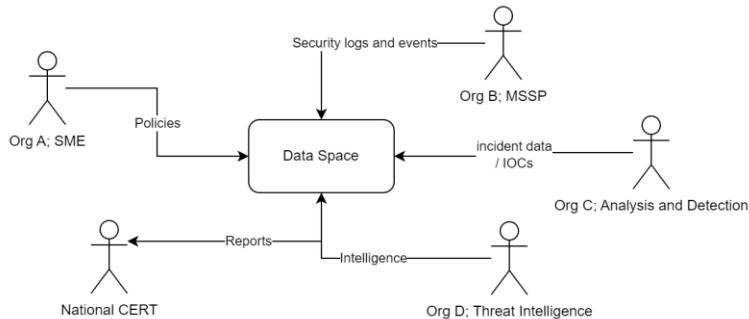 Security logs and events
Org B; MSSP
Org A; SME
Policies
Data Space
incident data
/ IOCs
Org C; Analysis and Detection
Reports
Intelligence
National CERT
Org D; Threat Intelligence